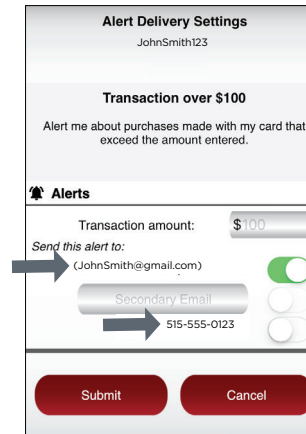 Alert Delivery Settings
JohnSmith123
Transaction over $100
Alert me about purchases made with my card that
exceed the amount entered.
Alerts
Transaction amount: $100
Send this alert to:
(JohnSmith@gmail.com)
Secondary Email
515-555-0123
Submit Cancel